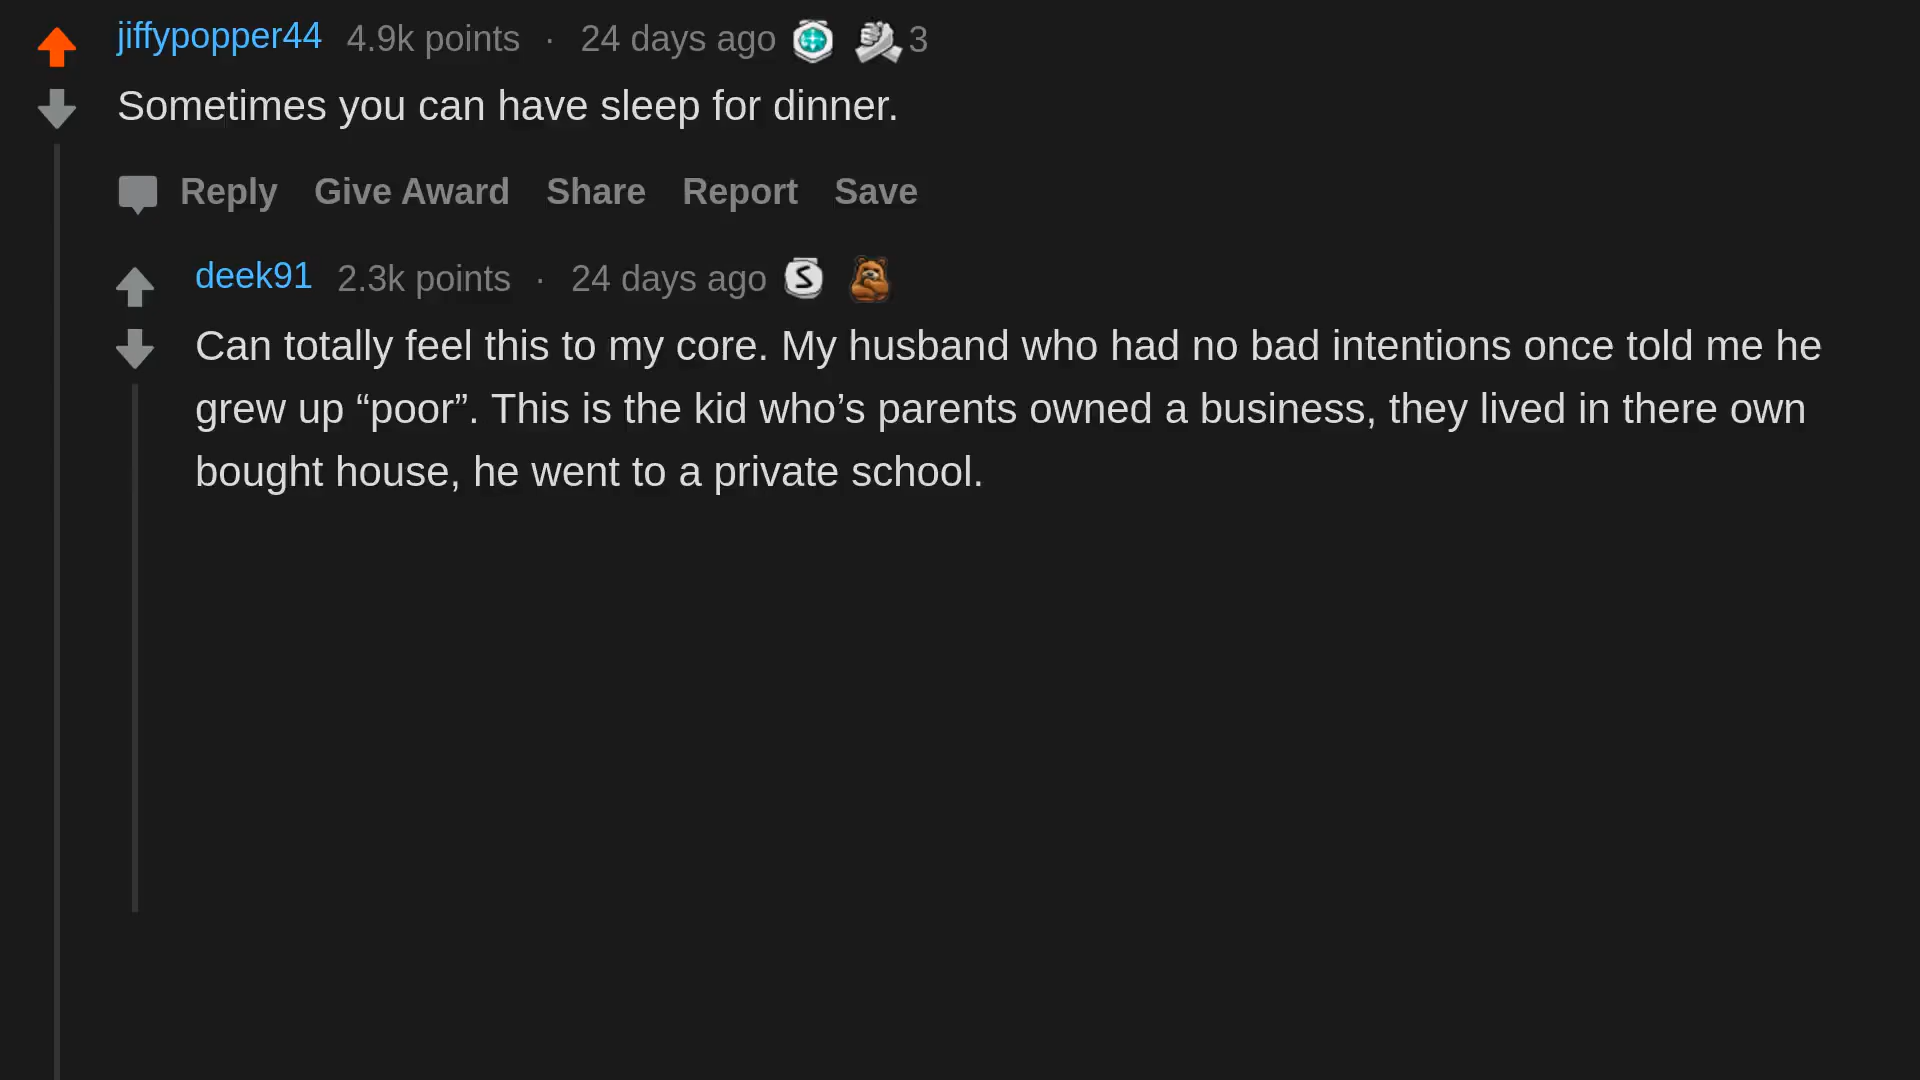 jiffypopper44 4.9k points · 24 days ago 3
Sometimes you can have sleep for dinner.
Reply Give Award Share Report Save
deek91 2.3k points · 24 days ago S
Can totally feel this to my core. My husband who had no bad intentions once told me he
grew up “poor”. This is the kid who’s parents owned a business, they lived in there own
bought house, he went to a private school.